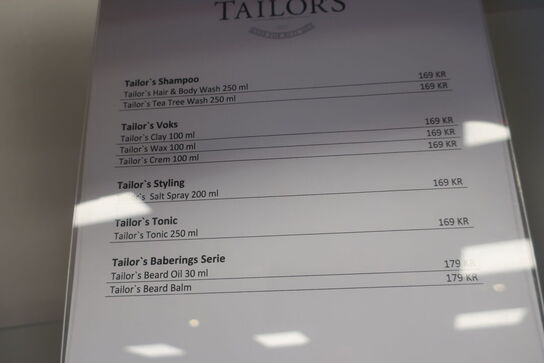 TAILORS
Tailor`s Shampoo
Tailor`s Hair & Body Wash 250 ml 169 KR
Tailor`s Tea Tree Wash 250 ml 169 KR
Tailor`s Voks
Tailor`s Clay 100 ml 169 KR
Tailor`s Wax 100 ml 169 KR
Tailor`s Crem 100 ml 169 KR
Tailor`s Styling
Tailor`s Salt Spray 200 ml 169 KR
Tailor`s Tonic
Tailor`s Tonic 250 ml 169 KR
Tailor`s Baberings Serie
Tailor`s Beard Oil 30 ml 179 KR
Tailor`s Beard Balm 179 KR